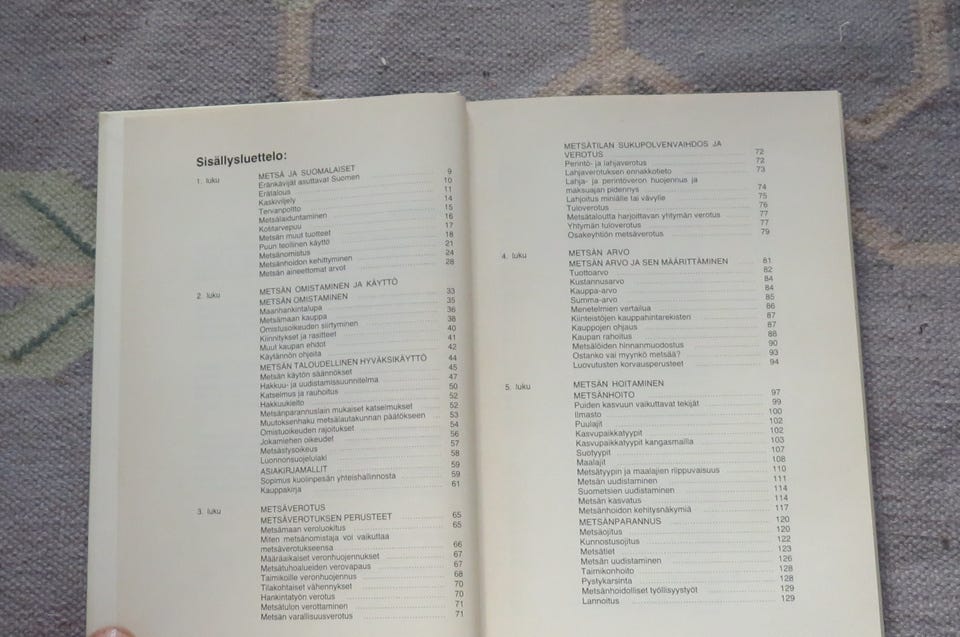 Sisällysluettelo:
1. luku METSÄ JA SUOMALAISET
Eränkävijät asuttavat Suomen 9
Erätalous 10
Kaskiviljely 11
Tervanpoltto 14
Metsälaiduntaminen 15
Kotitarvepuu 16
Metsän muut tuotteet 17
Puun teollinen käyttö 18
Metsänomistus 21
Metsänhoidon kehittyminen 24
Metsän aineettomat arvot 28
2. luku METSÄN OMISTAMINEN JA KÄYTTÖ
METSÄN OMISTAMINEN 33
Maanhankintalupa 35
Metsämaan kauppa 36
Omistusoikeuden siirtyminen 38
Kiinnitykset ja rasitteet 40
Muut kaupan ehdot 41
Käytännön ohjeita 42
METSÄN TALOUDELLINEN HYVÄKSIKÄYTTÖ 44
Metsän käytön säännökset 45
Hakkuu- ja uudistamissuunnitelma 47
Katselmus ja rauhoitus 50
Hakkuukielto 52
Metsänparannuslain mukaiset katselmukset 52
Muutoksenhaku metsälautakunnan päätökseen 53
Omistusoikeuden rajoitukset 54
Jokamiehen oikeudet 56
Metsästysoikeus 57
Luonnonsuojelulaki 58
ASIAKIRJAMALLIT 59
Sopimus kuolinpesän yhteishallinnosta 59
Kauppakirja 61
3. luku METSÄVEROTUS
METSÄVEROTUKSEN PERUSTEET 65
Metsämaan veroluokitus 65
Miten metsänomistaja voi vaikuttaa
metsäverotukseensa 66
Määräaikaiset veronhuojennukset 67
Metsätuhoalueiden verovapaus 67
Taimikoille veronhuojennus 68
Tilakohtaiset vähennykset 70
Hankintatyön verotus 70
Metsätulon verottaminen 71
Metsän varallisuusverotus 71
METSÄTILAN SUKUPOLVENVAIHDOS JA
VEROTUS 72
Perintö- ja lahjaverotus 72
Lahjaverotuksen ennakkotieto 73
Lahja- ja perintöveron huojennus ja
maksuajan pidennys 74
Lahjoitus miniälle tai vävylle 75
Tuloverotus 76
Metsätaloutta harjoittavan yhtymän verotus 77
Yhtymän tuloverotus 77
Osakeyhtiön metsäverotus 79
4. luku METSÄN ARVO
METSÄN ARVO JA SEN MÄÄRITTÄMINEN 81
Tuottoarvo 82
Kustannusarvo 84
Kauppa-arvo 84
Summa-arvo 85
Menetelmien vertailua 86
Kiinteistöjen kauppahintarekisteri 87
Kauppojen ohjaus 87
Kaupan rahoitus 88
Metsälöiden hinnanmuodostus 90
Ostanko vai myynkö metsää? 93
Luovutusten korvausperusteet 94
5. luku METSÄN HOITAMINEN
METSÄNHOITO 97
Puiden kasvuun vaikuttavat tekijät 99
Ilmasto 100
Puulajit 102
Kasvupaikkatyypit 102
Kasvupaikkatyypit kangasmailla 103
Suotyypit 107
Maalajit 108
Metsätyypin ja maalajien riippuvaisuus 110
Metsän uudistaminen 111
Suometsien uudistaminen 114
Metsän kasvatus 114
Metsänhoidon kehitysnäkymiä 117
METSÄNPARANNUS 120
Metsäojitus 120
Kunnostusojitus 122
Metsätiet 123
Metsän uudistaminen 126
Taimikonhoito 128
Pystykarsinta 128
Metsänhoidolliset työllisyystyöt 129
Lannoitus 129